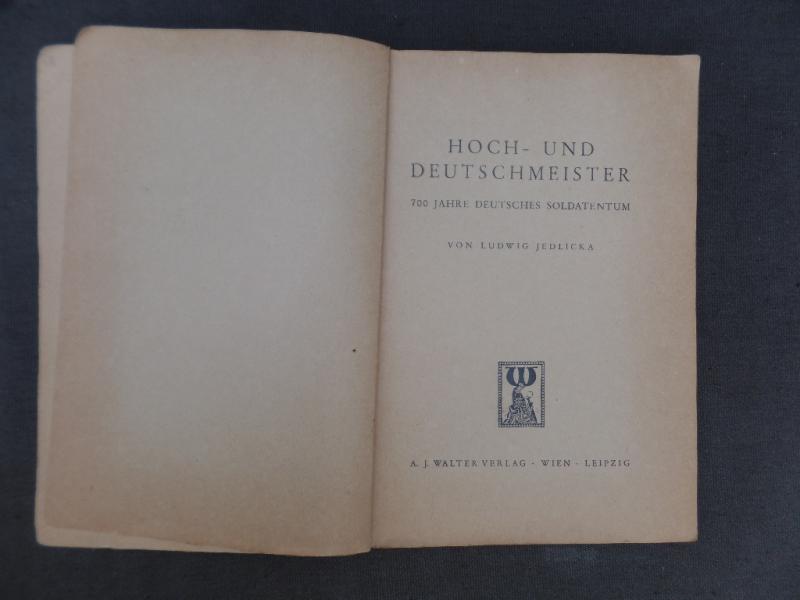 HOCH- UND
DEUTSCHMEISTER
700 JAHRE DEUTSCHES SOLDATENTUM
VON LUDWIG JEDLICKA
W
A. J. WALTER VERLAG · WIEN · LEIPZIG